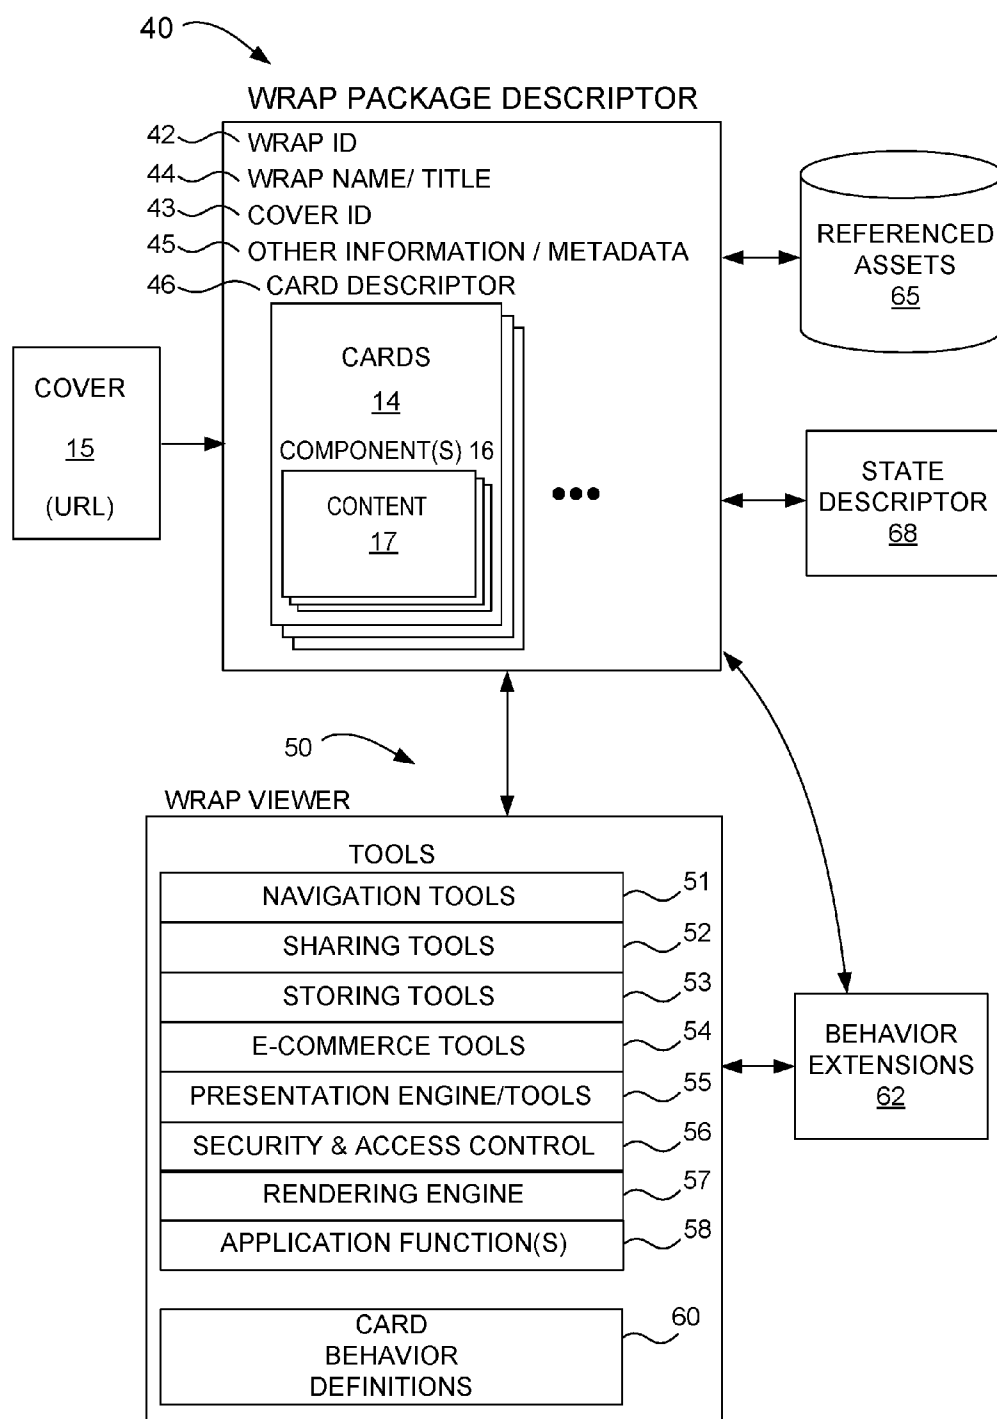 40
WRAP PACKAGE DESCRIPTOR
42 WRAP ID
44 WRAP NAME/ TITLE
43 COVER ID
45 OTHER INFORMATION / METADATA
46 CARD DESCRIPTOR
CARDS
14
COMPONENT(S) 16
CONTENT
17
COVER
15
(URL)
REFERENCED
ASSETS
65
STATE
DESCRIPTOR
68
50
WRAP VIEWER
TOOLS
NAVIGATION TOOLS 51
SHARING TOOLS 52
STORING TOOLS 53
E-COMMERCE TOOLS 54
PRESENTATION ENGINE/TOOLS 55
SECURITY & ACCESS CONTROL 56
RENDERING ENGINE 57
APPLICATION FUNCTION(S) 58
CARD
BEHAVIOR
DEFINITIONS
60
BEHAVIOR
EXTENSIONS
62